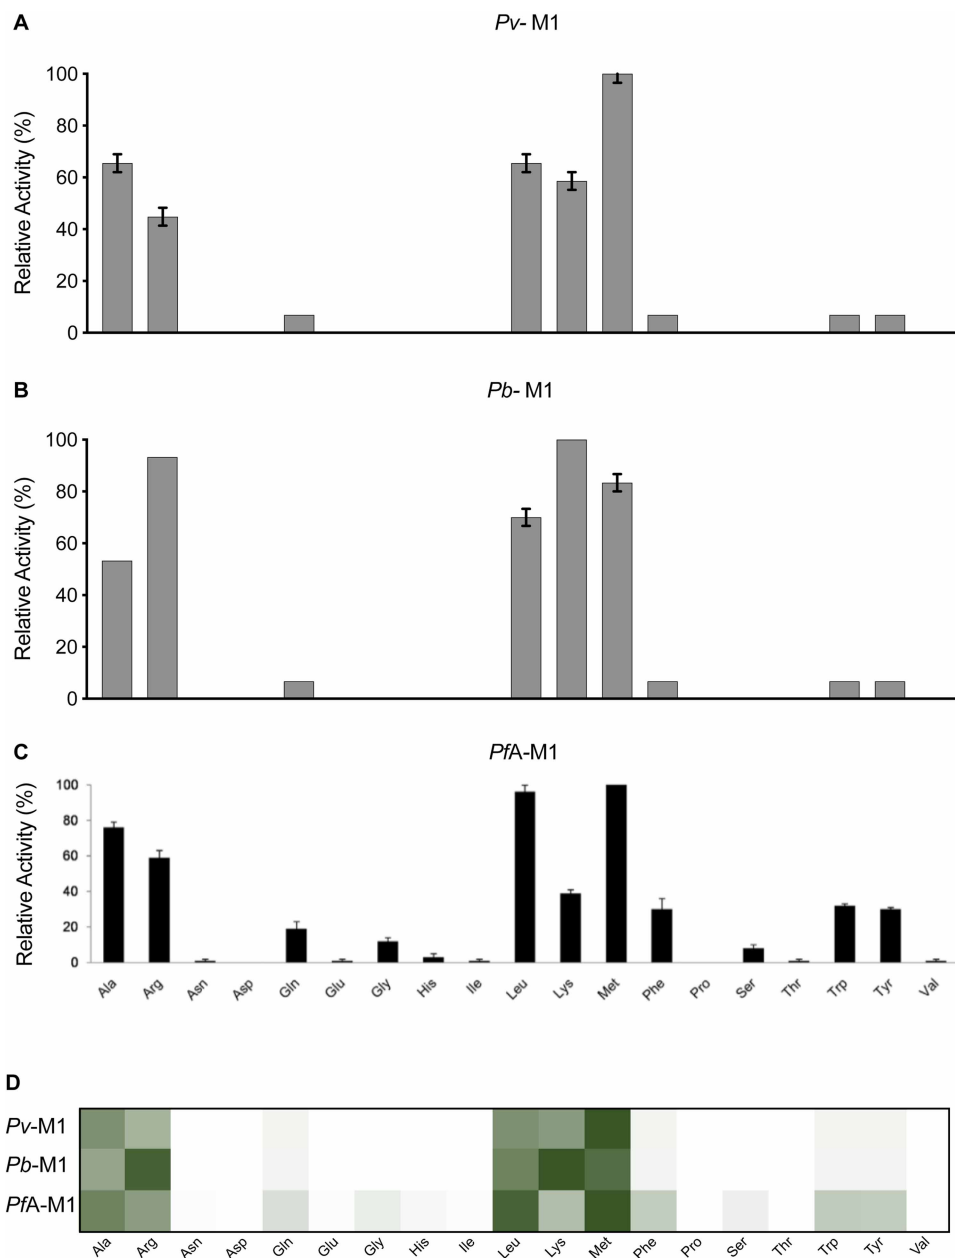 A
Pv- M1
Relative Activity (%)
100
80
60
40
20
0
B
Pb- M1
Relative Activity (%)
100
80
60
40
20
0
C
PfA-M1
Relative Activity (%)
100
80
60
40
20
0
Ala Arg Asn Asp Gln Glu Gly His Ile Leu Lys Met Phe Pro Ser Thr Trp Tyr Val
D
Pv-M1
Pb-M1
PfA-M1
Ala Arg Asn Asp Gln Glu Gly His Ile Leu Lys Met Phe Pro Ser Thr Trp Tyr Val